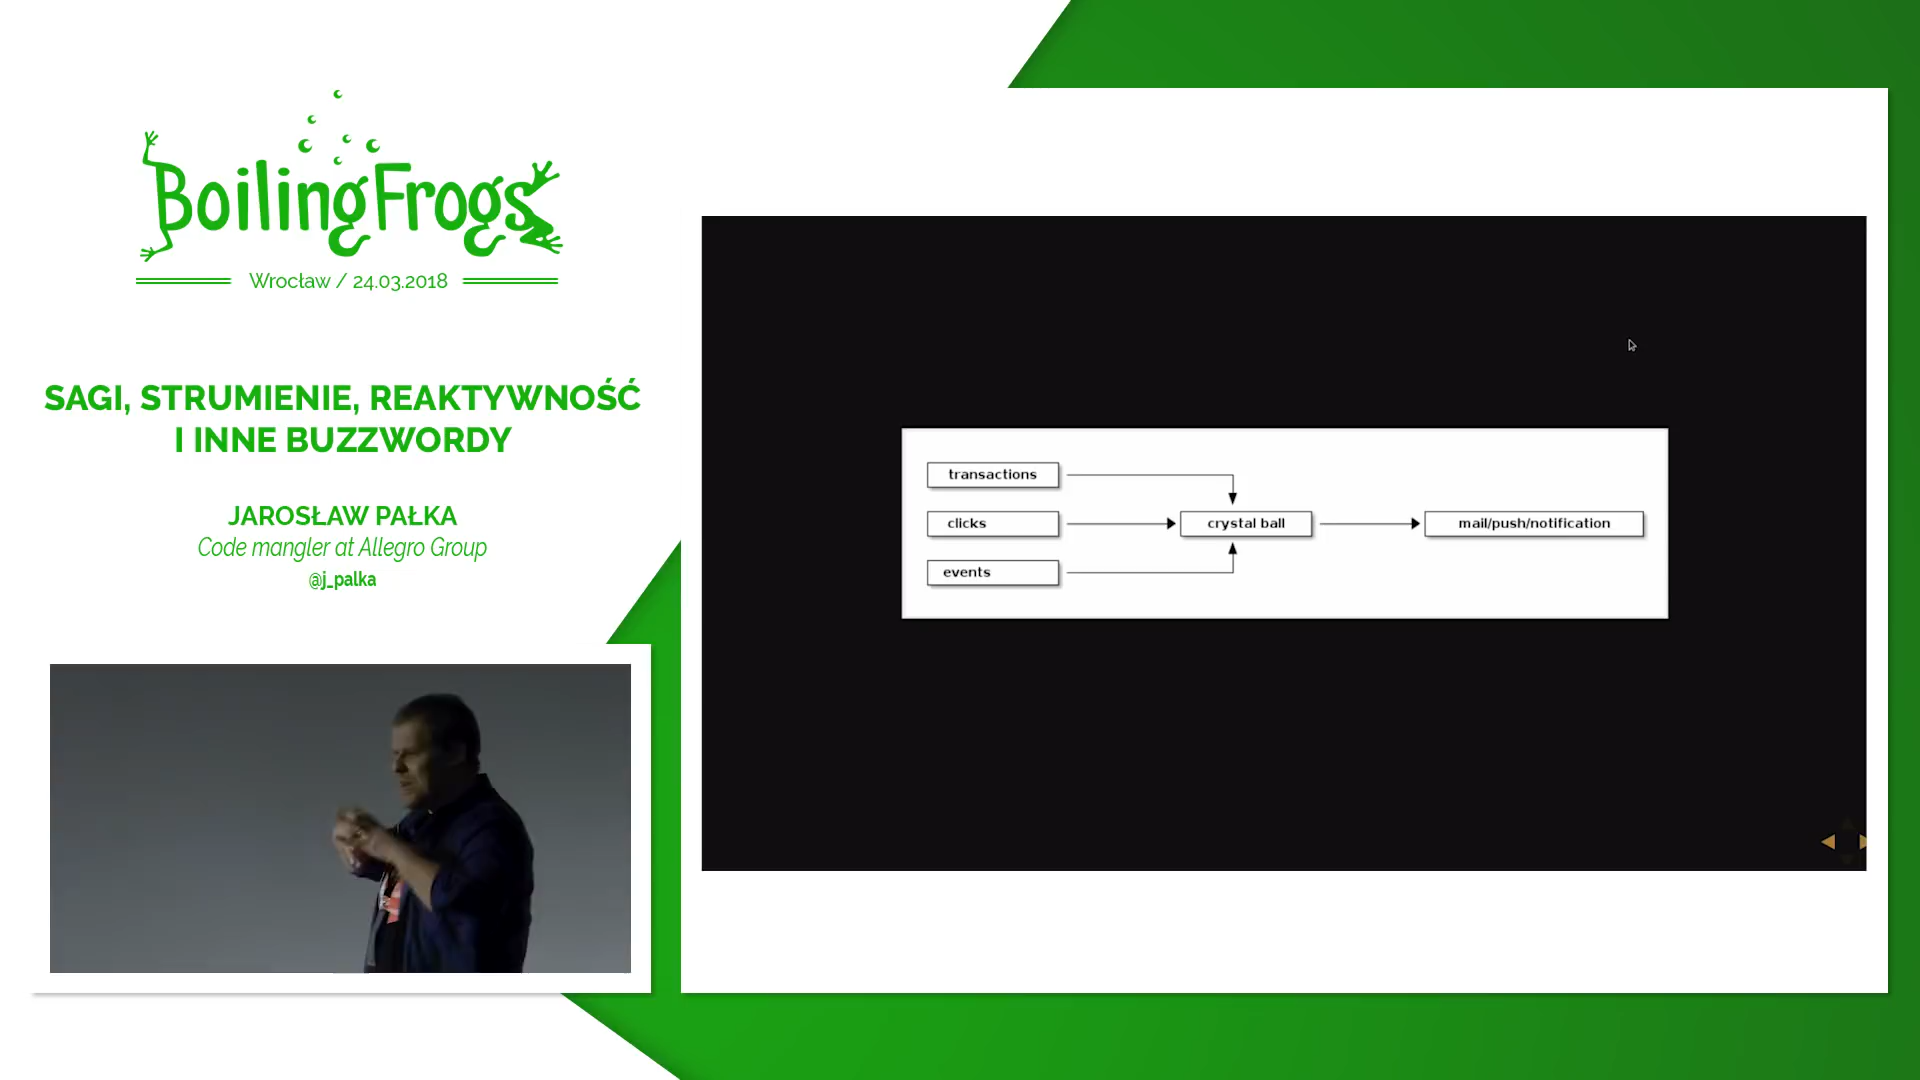 BoilingFrogs
Wrocław / 24.03.2018
SAGI, STRUMIENIE, REAKTYWNOŚĆ
I INNE BUZZWORDY
JAROSŁAW PAŁKA
Code mangler at Allegro Group
@j_palka
transactions
clicks
crystal ball
mail/push/notification
events